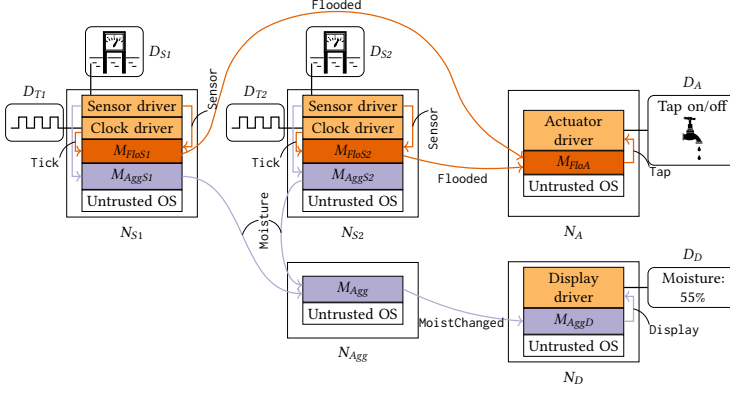 Flooded
D_S1
D_S2
D_T1
D_T2
D_A
Sensor driver
Clock driver
M_FloS1
M_AggS1
Untrusted OS
N_S1
Tick
Sensor
Sensor driver
Clock driver
M_FloS2
M_AggS2
Untrusted OS
N_S2
Tick
Sensor
Flooded
Actuator
driver
M_FloA
Untrusted OS
N_A
Tap on/off
Tap
Moisture
M_Agg
Untrusted OS
N_Agg
MoistChanged
Display
driver
M_AggD
Untrusted OS
N_D
D_D
Moisture:
55%
Display